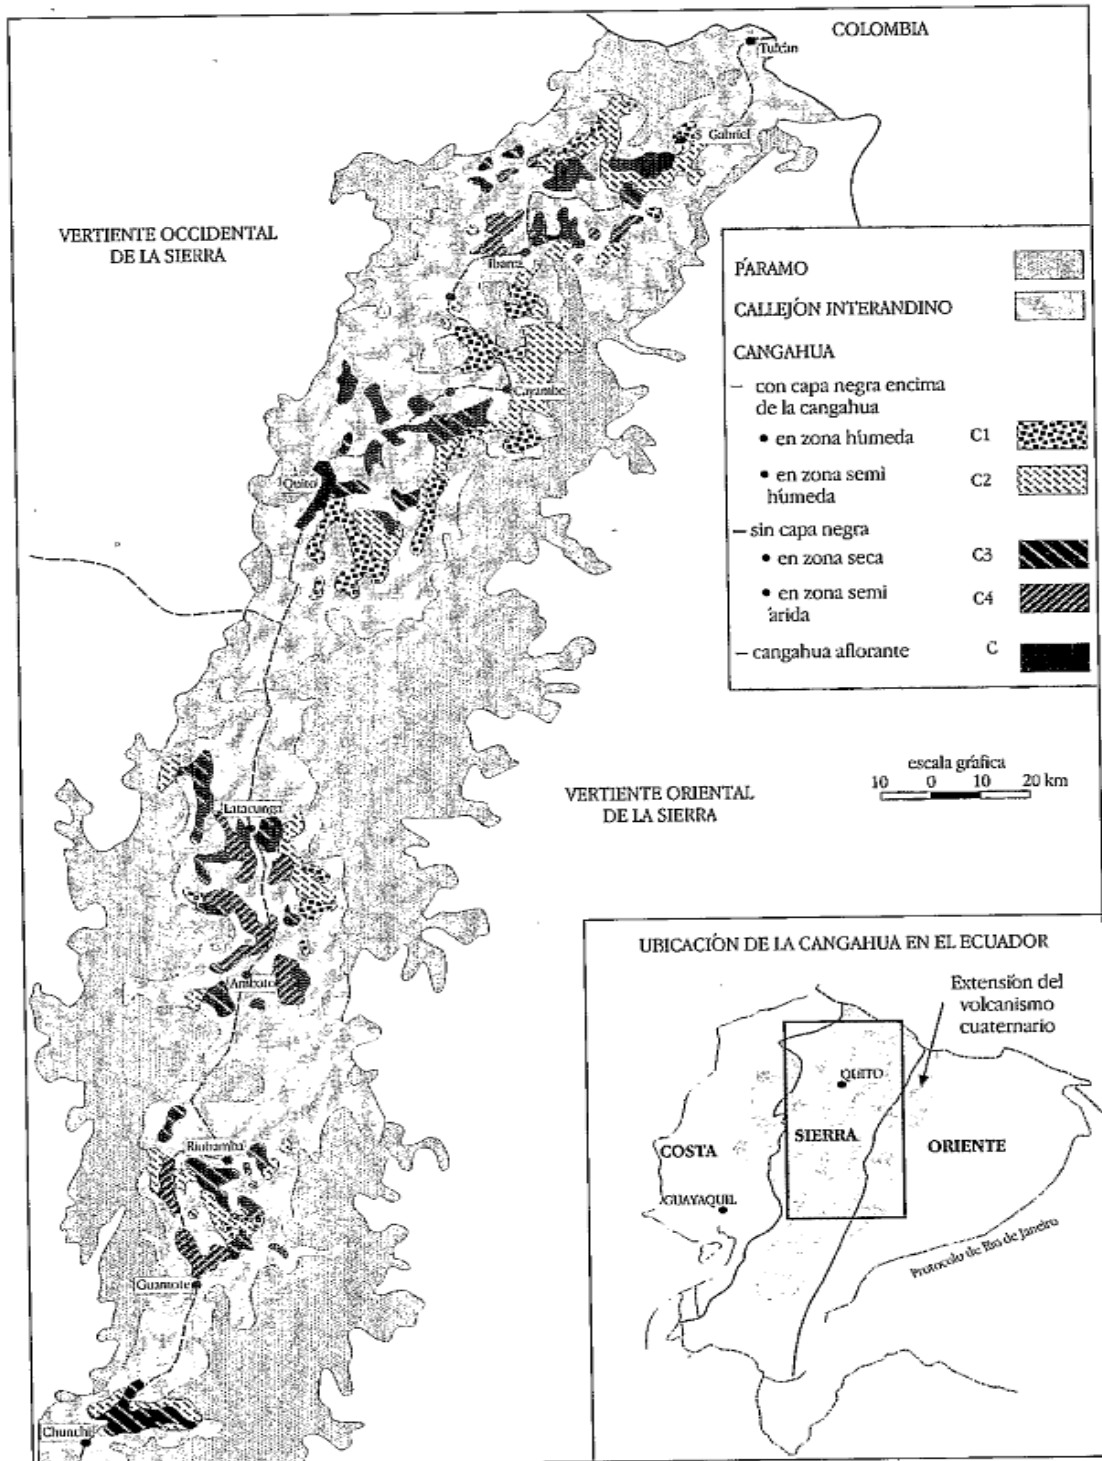 COLOMBIA
Tulcán
S. Gabriel
VERTIENTE OCCIDENTAL
DE LA SIERRA
Ibarra
Cayambe
Quito
PÁRAMO
CALLEJÓN INTERANDINO
CANGAHUA
— con capa negra encima
de la cangahua
• en zona húmeda C1
• en zona semi
húmeda C2
— sin capa negra
• en zona seca C3
• en zona semi
árida C4
— cangahua aflorante C
escala gráfica
10 0 10 20 km
VERTIENTE ORIENTAL
DE LA SIERRA
Latacunga
Ambato
Riobamba
Guamote
Chunchi
UBICACIÓN DE LA CANGAHUA EN EL ECUADOR
Extensión del
volcanismo
cuaternario
QUITO
COSTA
SIERRA
ORIENTE
GUAYAQUIL
Protocolo de Rio de Janeiro